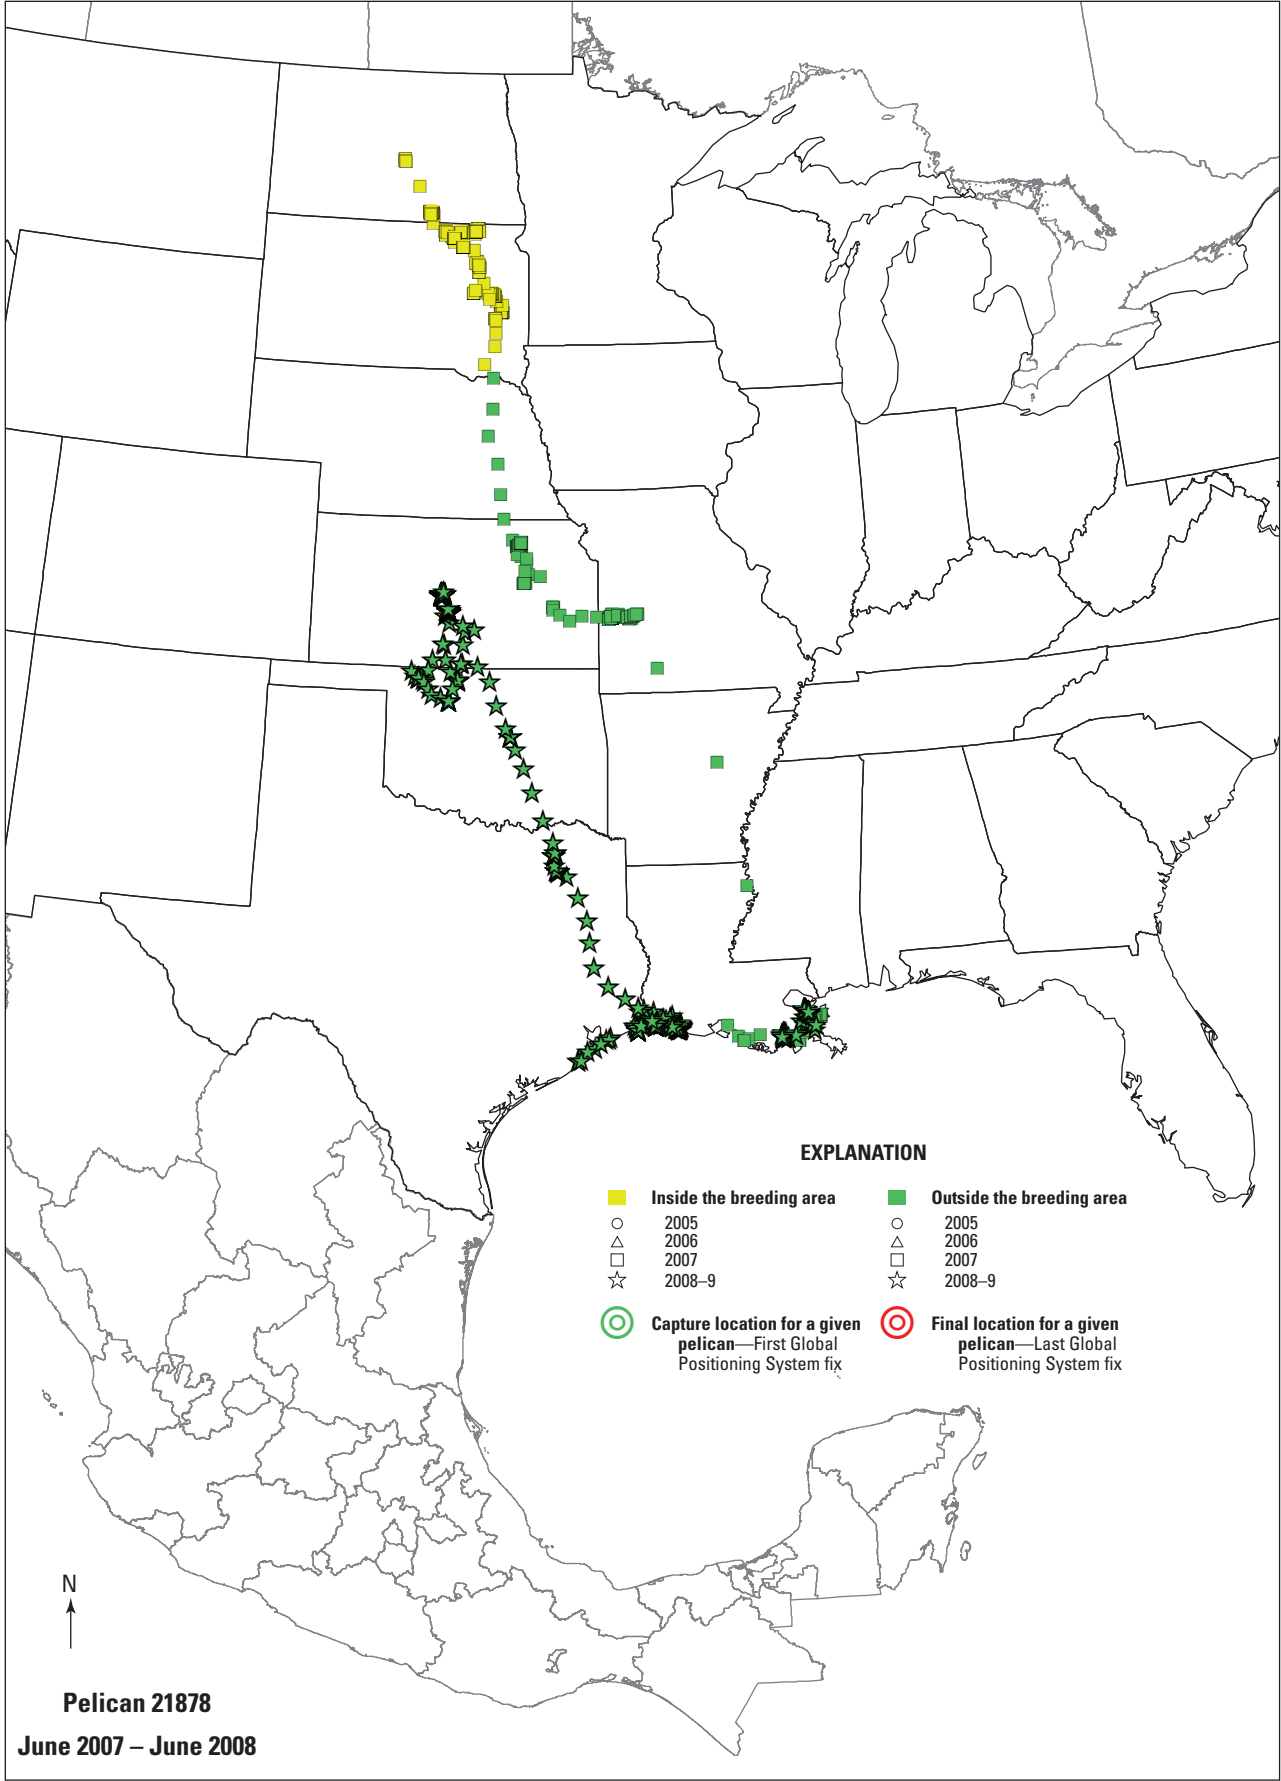 EXPLANATION
Inside the breeding area
2005
2006
2007
2008–9
Capture location for a given
pelican—First Global
Positioning System fix
Outside the breeding area
2005
2006
2007
2008–9
Final location for a given
pelican—Last Global
Positioning System fix
N
Pelican 21878
June 2007 – June 2008